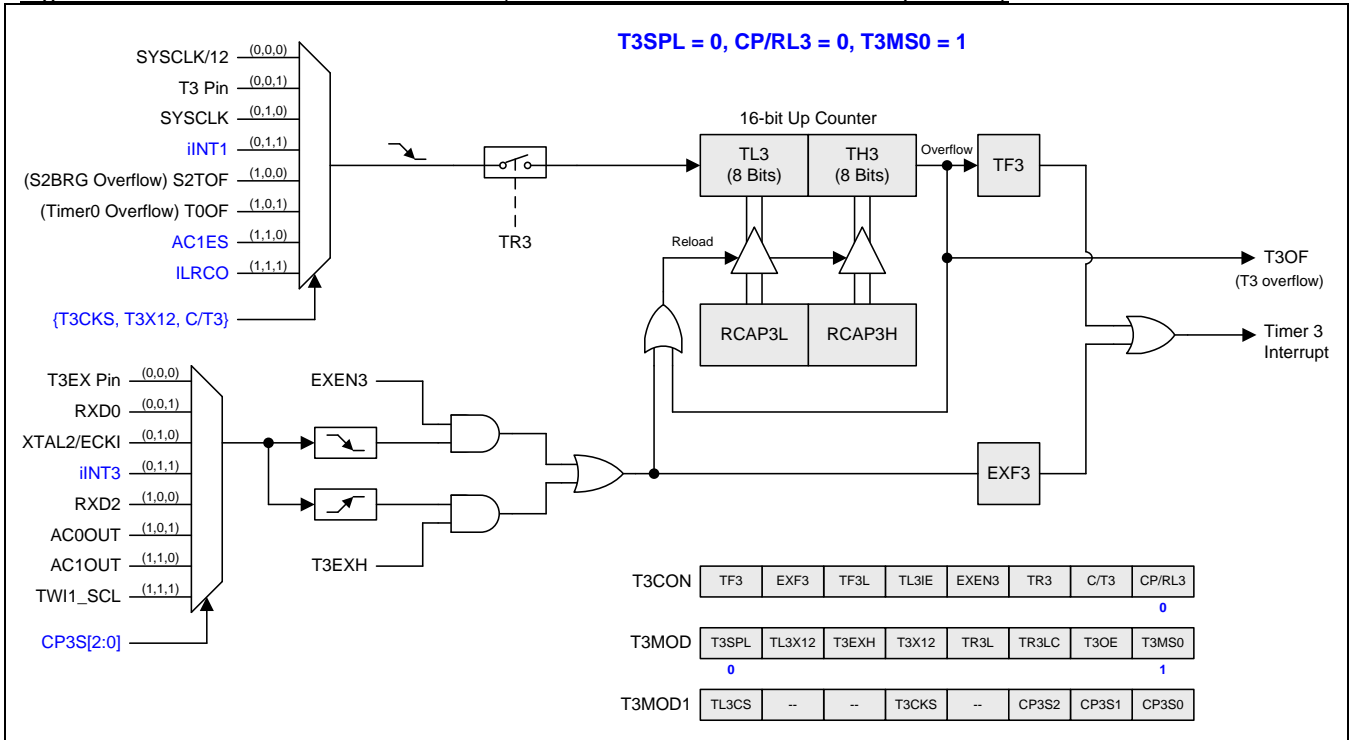 T3SPL = 0, CP/RL3 = 0, T3MS0 = 1
SYSCLK/12 (0,0,0)
T3 Pin (0,0,1)
SYSCLK (0,1,0)
iINT1 (0,1,1)
(S2BRG Overflow) S2TOF (1,0,0)
(Timer0 Overflow) T0OF (1,0,1)
AC1ES (1,1,0)
ILRCO (1,1,1)
{T3CKS, T3X12, C/T3}
TR3
16-bit Up Counter
TL3
(8 Bits)
TH3
(8 Bits)
Overflow
TF3
Reload
RCAP3L
RCAP3H
T3OF
(T3 overflow)
Timer 3
Interrupt
T3EX Pin (0,0,0)
RXD0 (0,0,1)
XTAL2/ECKI (0,1,0)
iINT3 (0,1,1)
RXD2 (1,0,0)
AC0OUT (1,0,1)
AC1OUT (1,1,0)
TWI1_SCL (1,1,1)
CP3S[2:0]
EXEN3
T3EXH
EXF3
T3CON TF3 EXF3 TF3L TL3IE EXEN3 TR3 C/T3 CP/RL3
0
T3MOD T3SPL TL3X12 T3EXH T3X12 TR3L TR3LC T3OE T3MS0
0 1
T3MOD1 TL3CS -- -- T3CKS -- CP3S2 CP3S1 CP3S0